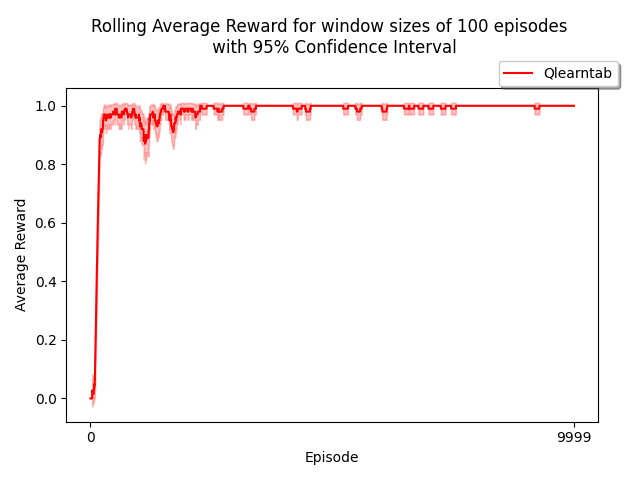 Rolling Average Reward for window sizes of 100 episodes
with 95% Confidence Interval
Qlearntab
1.0
0.8
0.6
0.4
0.2
0.0
Average Reward
0
9999
Episode